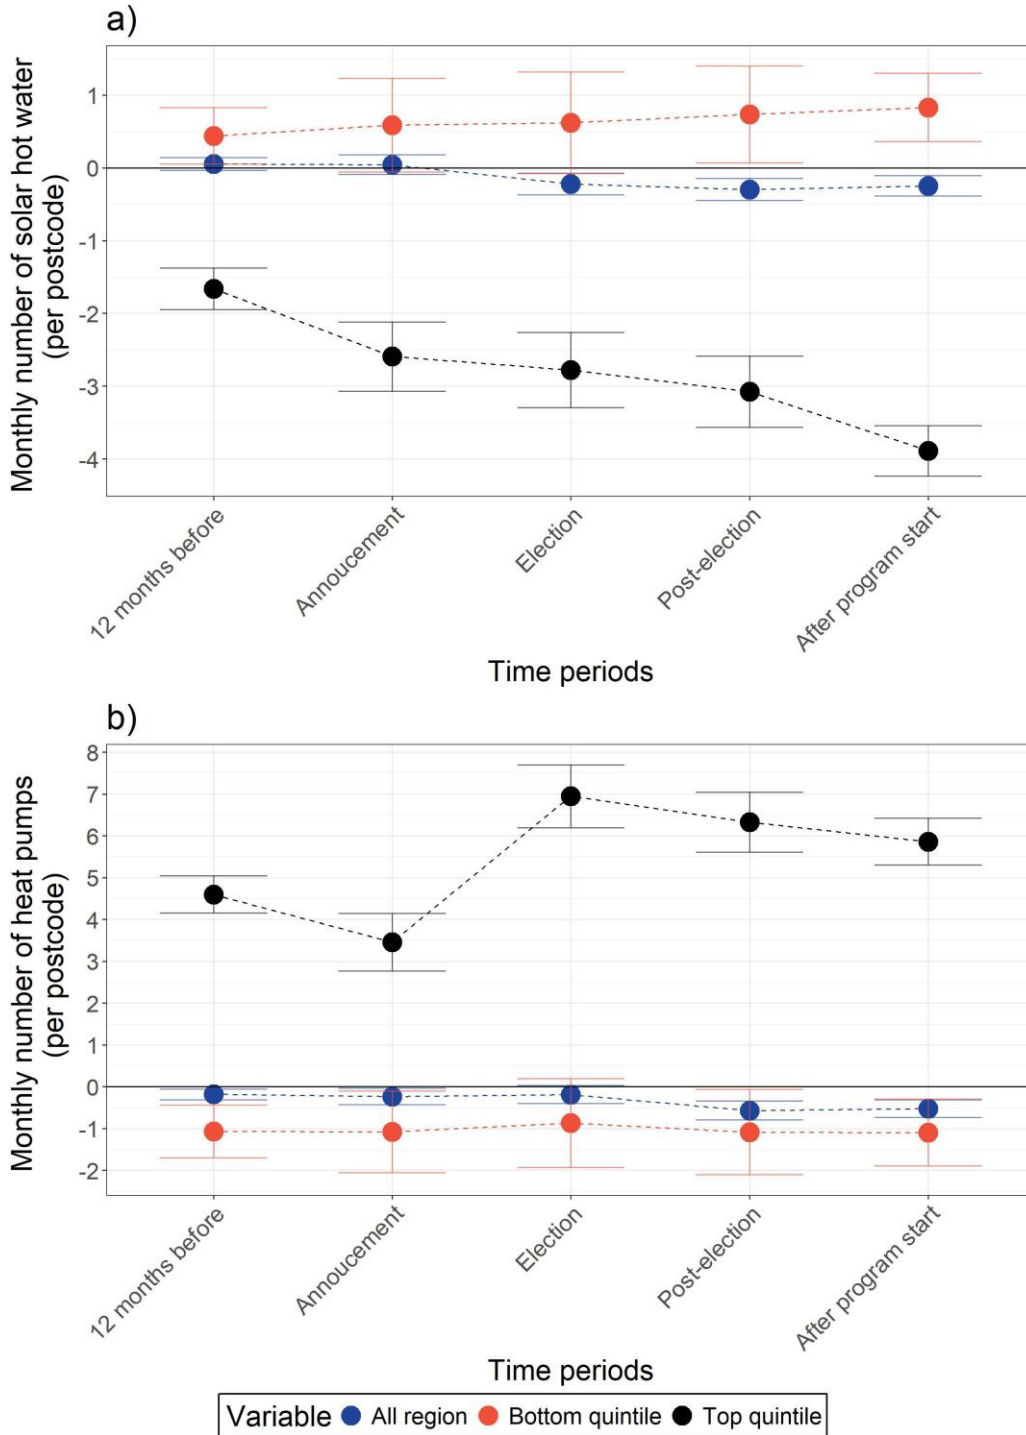 a)
Monthly number of solar hot water
(per postcode)
1
0
-1
-2
-3
-4
12 months before
Annoucement
Election
Post-election
After program start
Time periods
b)
Monthly number of heat pumps
(per postcode)
8
7
6
5
4
3
2
1
0
-1
-2
12 months before
Annoucement
Election
Post-election
After program start
Time periods
Variable All region Bottom quintile Top quintile